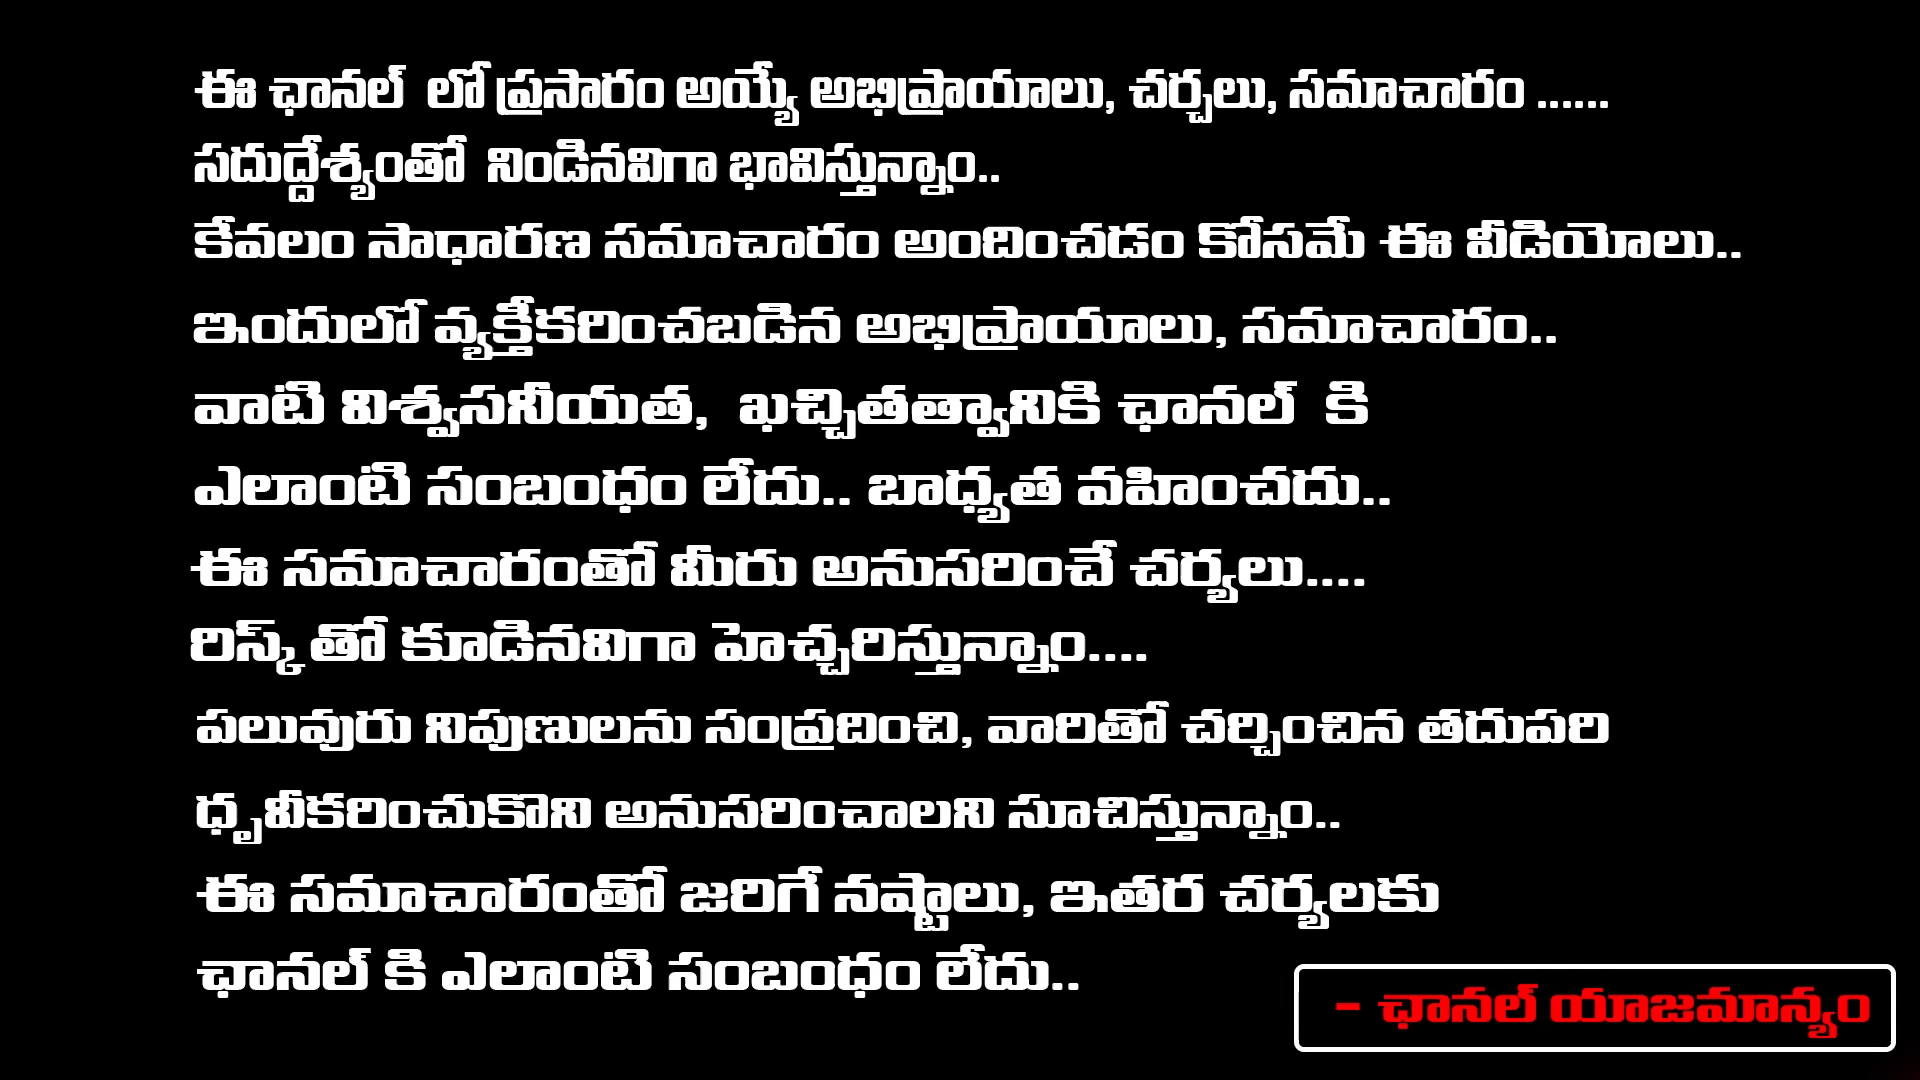 ఈ ఛానల్ లో ప్రసారం అయ్యే అభిప్రాయాలు, చర్చలు, సమాచారం ......
సదుద్దేశ్యంతో నిండినవిగా భావిస్తున్నాం..
కేవలం సాధారణ సమాచారం అందించడం కోసమే ఈ వీడియోలు..
ఇందులో వ్యక్తీకరించబడిన అభిప్రాయాలు, సమాచారం..
వాటి విశ్వసనీయత, ఖచ్చితత్వానికి ఛానల్ కి
ఎలాంటి సంబంధం లేదు.. బాధ్యత వహించదు..
ఈ సమాచారంతో మీరు అనుసరించే చర్యలు....
రిస్క్ తో కూడినవిగా హెచ్చరిస్తున్నాం....
పలువురు నిపుణులను సంప్రదించి, వారితో చర్చించిన తదుపరి
ధృవీకరించుకొని అనుసరించాలని సూచిస్తున్నాం..
ఈ సమాచారంతో జరిగే నష్టాలు, ఇతర చర్యలకు
ఛానల్ కి ఎలాంటి సంబంధం లేదు..
- ఛానల్ యాజమాన్యం